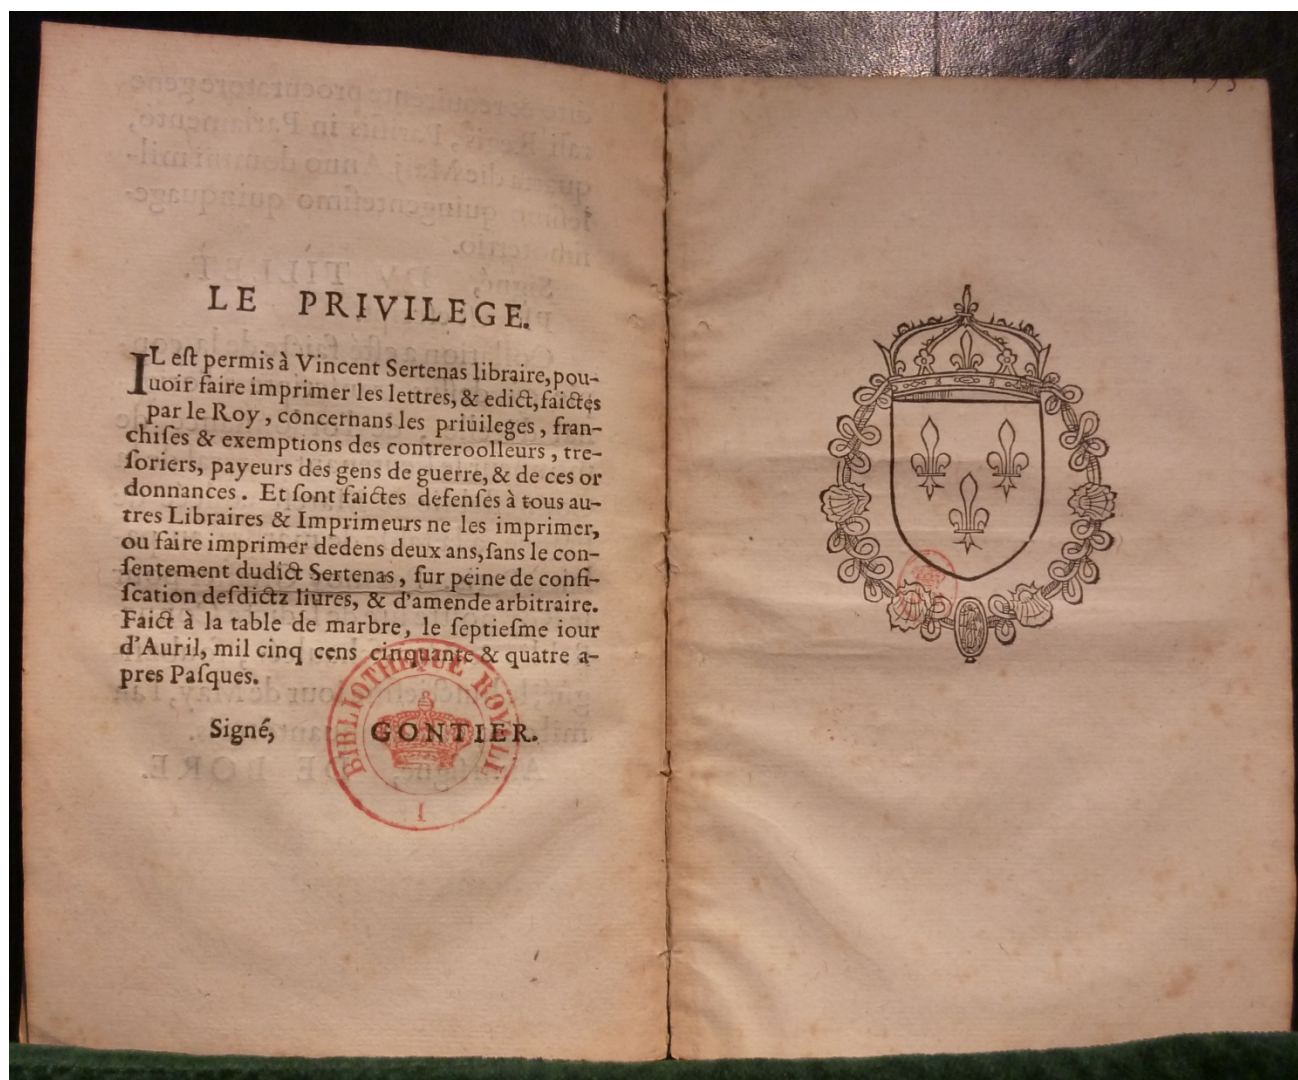 LE PRIVILEGE.
IL eſt permis à Vincent Sertenas libraire, pou-
uoir faire imprimer les lettres, & edict, faictes
par le Roy, concernans les priuileges, fran-
chiſes & exemptions des contreroolleurs, tre-
ſoriers, payeurs des gens de guerre, & de ces or
donnances. Et ſont faictes defenſes à tous au-
tres Libraires & Imprimeurs ne les imprimer,
ou faire imprimer dedens deux ans, ſans le con-
ſentement dudict Sertenas, ſur peine de confi-
ſcation deſdictz liures, & d'amende arbitraire.
Faict à la table de marbre, le ſeptieſme iour
d'Auril, mil cinq cens cinquante & quatre a-
pres Paſques.
Signé, GONTIER.
BIBLIOTHEQUE ROYALE
I